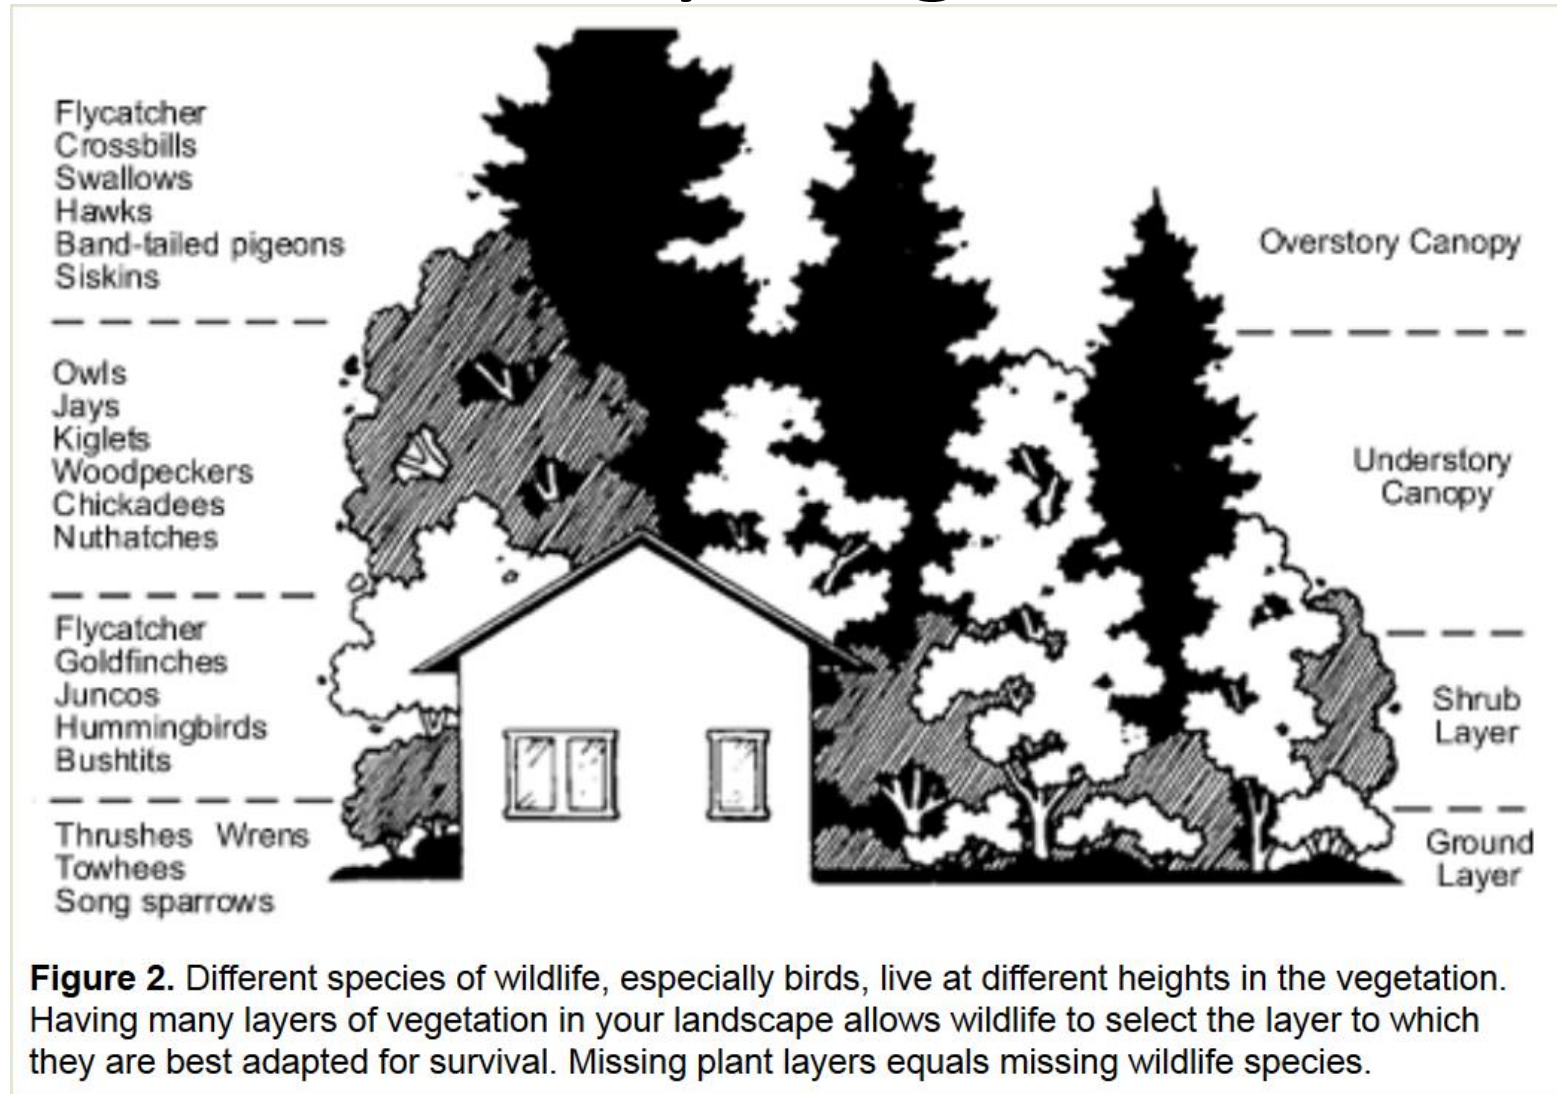 Flycatcher
Crossbills
Swallows
Hawks
Band-tailed pigeons
Siskins
Overstory Canopy
Owls
Jays
Kiglets
Woodpeckers
Chickadees
Nuthatches
Understory
Canopy
Flycatcher
Goldfinches
Juncos
Hummingbirds
Bushtits
Shrub
Layer
Thrushes Wrens
Towhees
Song sparrows
Ground
Layer
Figure 2. Different species of wildlife, especially birds, live at different heights in the vegetation.
Having many layers of vegetation in your landscape allows wildlife to select the layer to which
they are best adapted for survival. Missing plant layers equals missing wildlife species.